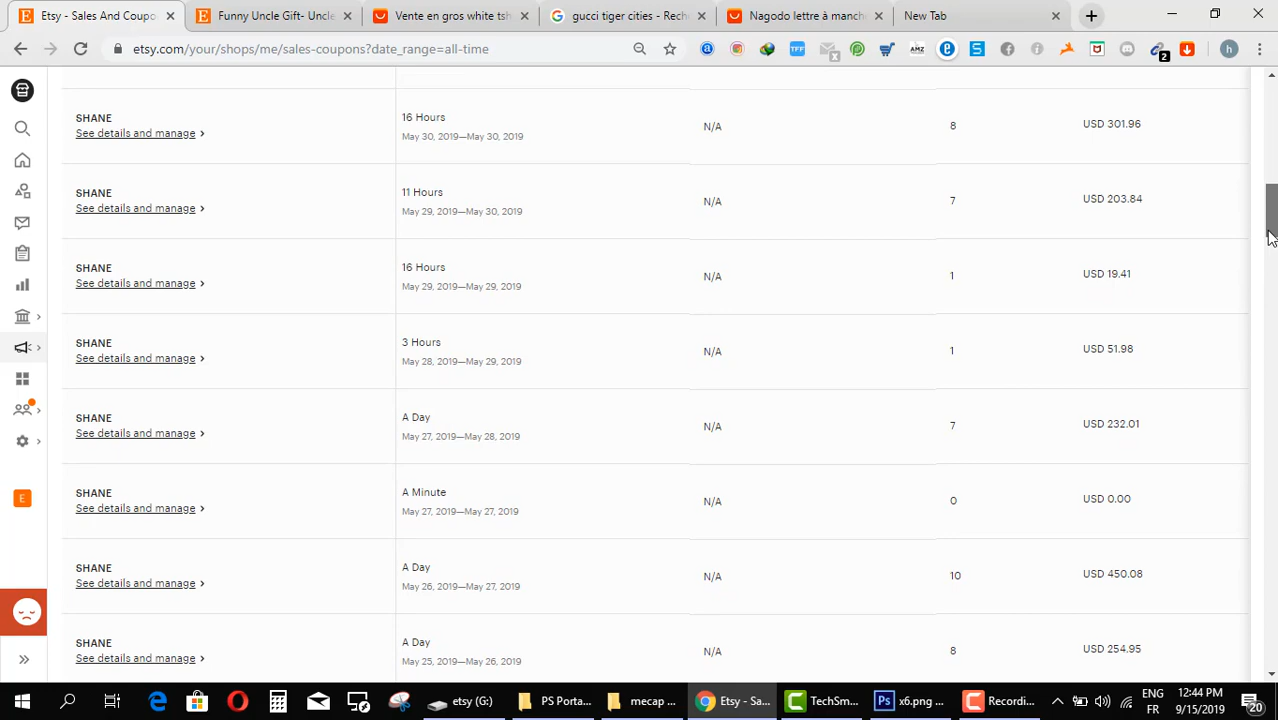 Etsy - Sales And Coupo
Funny Uncle Gift- Uncle
Vente en gros white tsh
gucci tiger cities - Rech
Nagodo lettre à manch
New Tab
etsy.com/your/shops/me/sales-coupons?date_range=all-time
TFF
AMZ
2
h
SHANE
See details and manage
16 Hours
May 30, 2019—May 30, 2019
N/A
8
USD 301.96
SHANE
See details and manage
11 Hours
May 29, 2019—May 30, 2019
N/A
7
USD 203.84
SHANE
See details and manage
16 Hours
May 29, 2019—May 29, 2019
N/A
1
USD 19.41
SHANE
See details and manage
3 Hours
May 28, 2019—May 29, 2019
N/A
1
USD 51.98
SHANE
See details and manage
A Day
May 27, 2019—May 28, 2019
N/A
7
USD 232.01
SHANE
See details and manage
A Minute
May 27, 2019—May 27, 2019
N/A
0
USD 0.00
E
SHANE
See details and manage
A Day
May 26, 2019—May 27, 2019
N/A
10
USD 450.08
SHANE
See details and manage
A Day
May 25, 2019—May 26, 2019
N/A
8
USD 254.95
etsy (G:)
PS Porta...
mecap ...
Etsy - Sa...
TechSm...
x6.png ...
Recordi...
ENG
FR
12:44 PM
9/15/2019
20